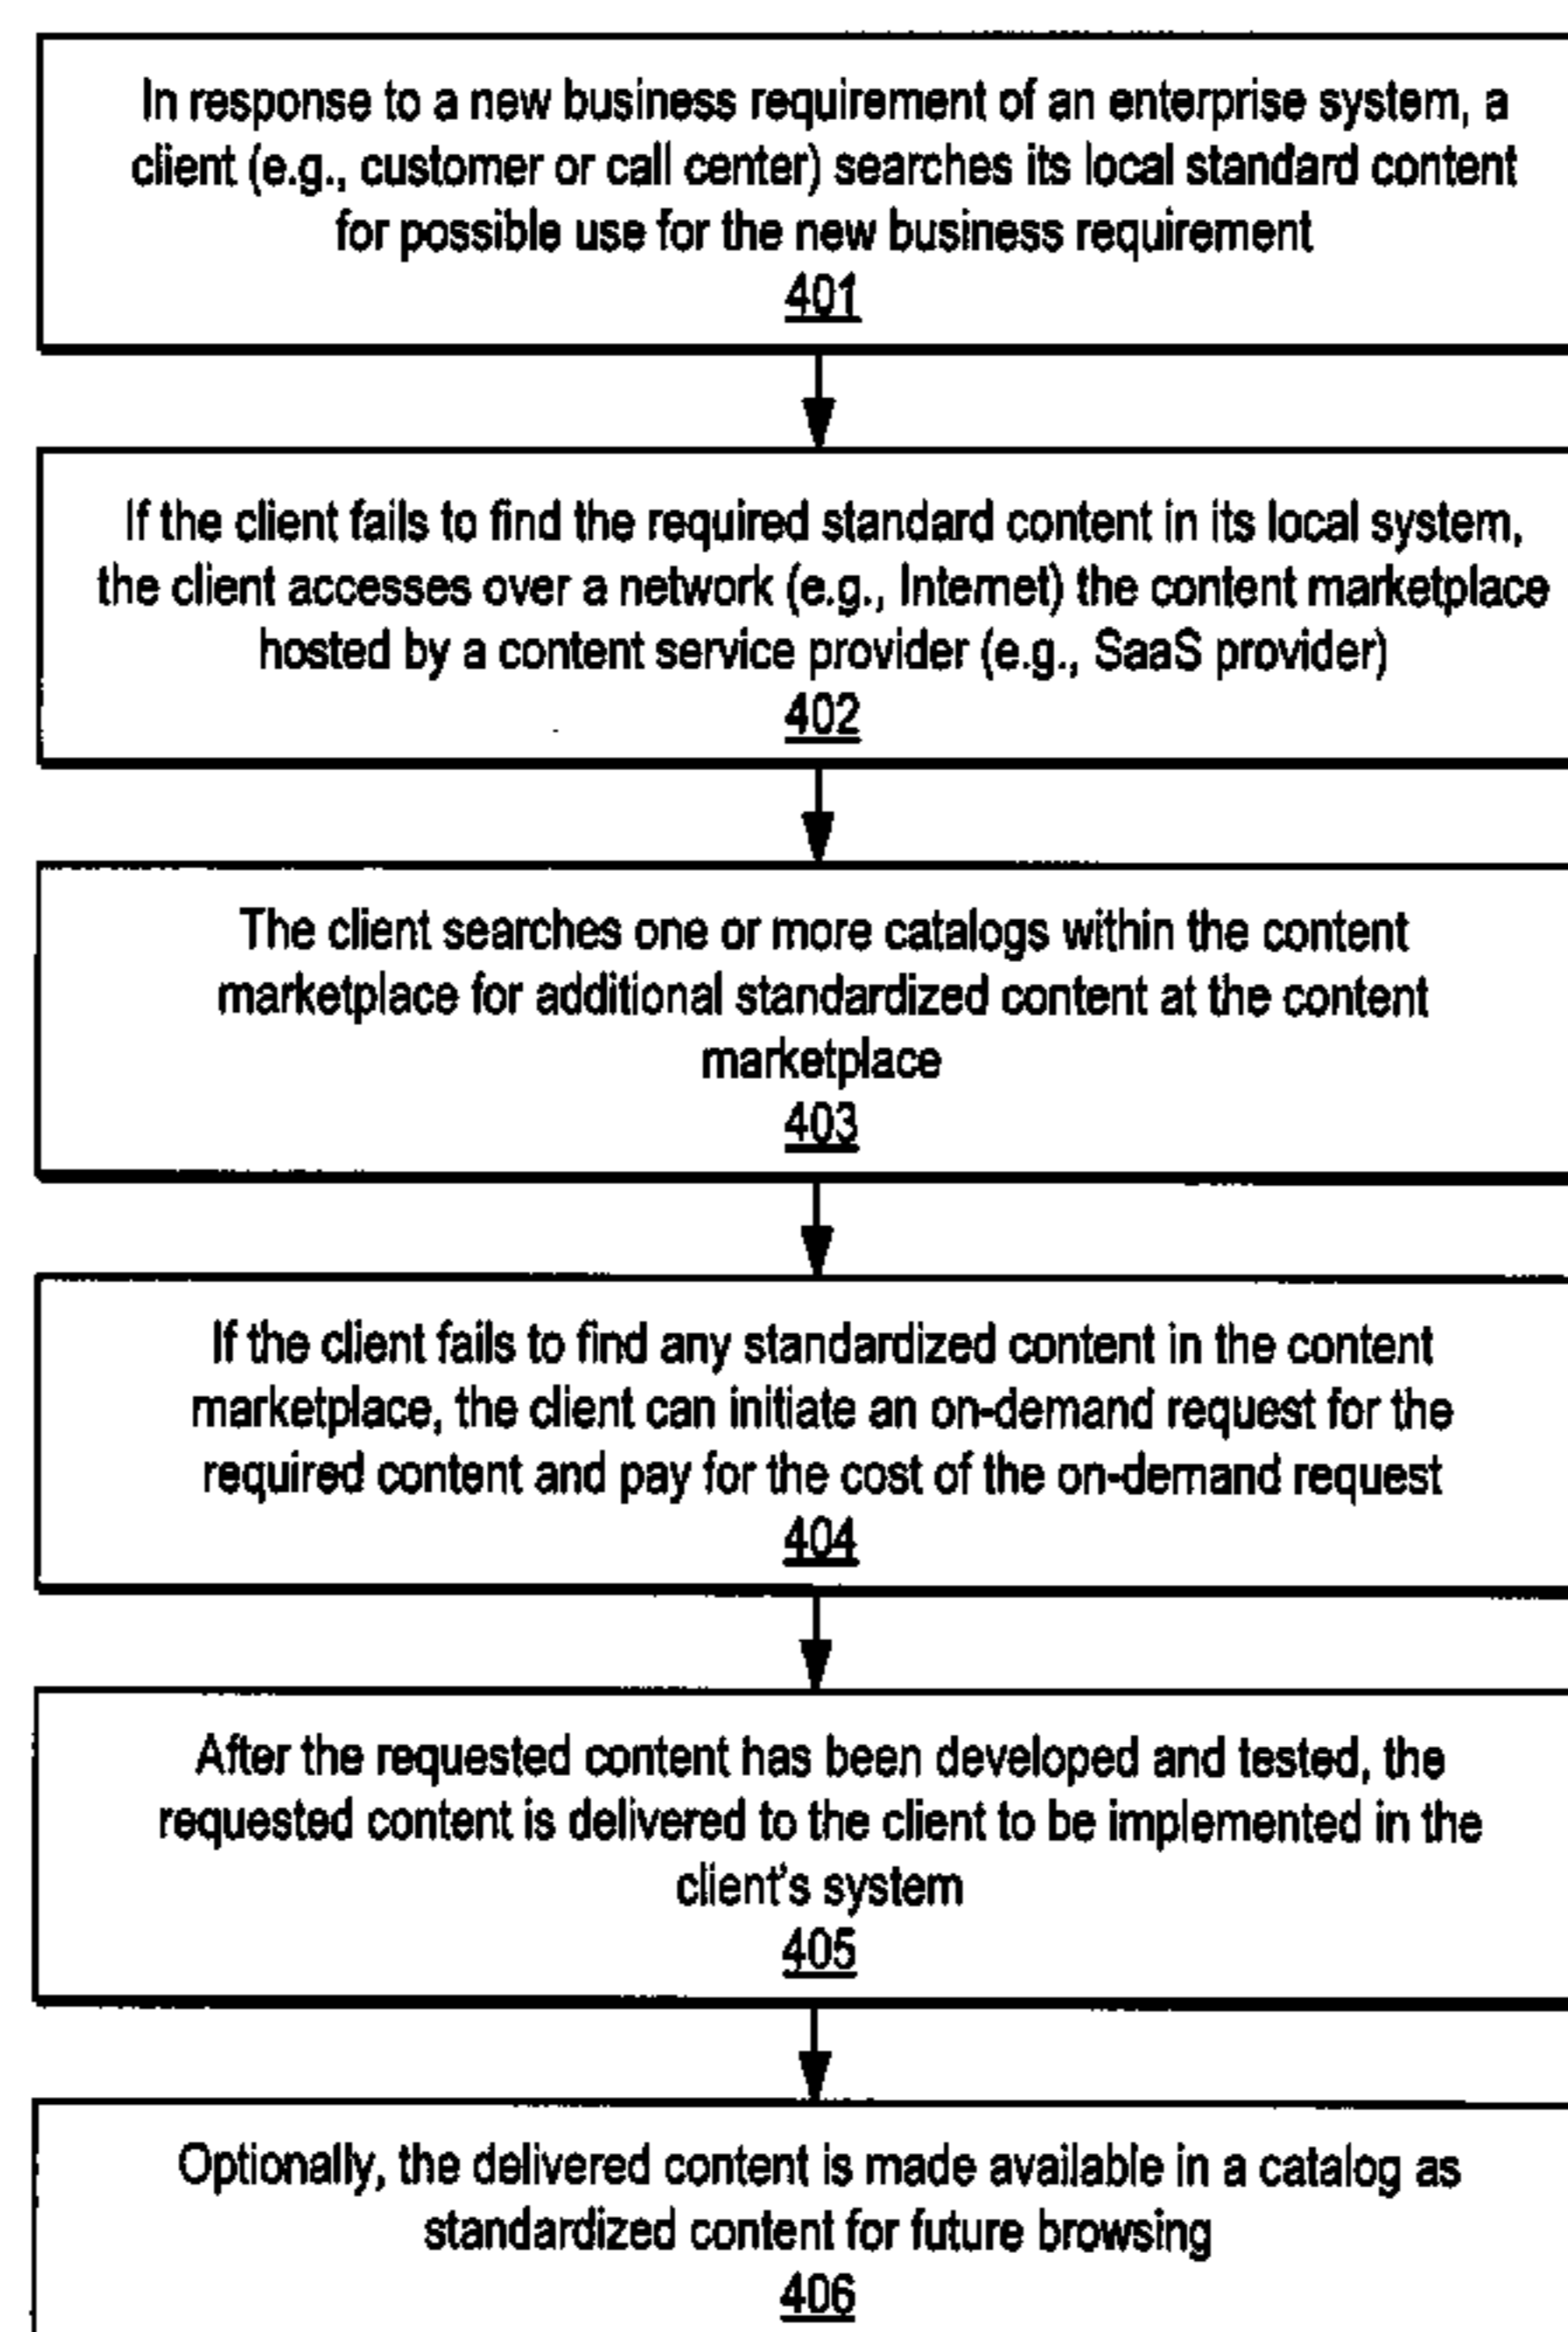 In response to a new business requirement of an enterprise system, a
client (e.g., customer or call center) searches its local standard content
for possible use for the new business requirement
401
If the client fails to find the required standard content in its local system,
the client accesses over a network (e.g., Internet) the content marketplace
hosted by a content service provider (e.g., SaaS provider)
402
The client searches one or more catalogs within the content
marketplace for additional standardized content at the content
marketplace
403
If the client fails to find any standardized content in the content
marketplace, the client can initiate an on-demand request for the
required content and pay for the cost of the on-demand request
404
After the requested content has been developed and tested, the
requested content is delivered to the client to be implemented in the
client's system
405
Optionally, the delivered content is made available in a catalog as
standardized content for future browsing
406